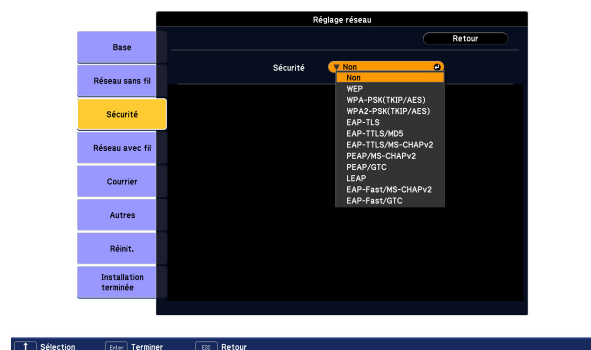 Réglage réseau
Retour
Base
Réseau sans fil
Sécurité
Réseau avec fil
Courrier
Autres
Réinit.
Installation
terminée
Sécurité
Non
Non
WEP
WPA-PSK(TKIP/AES)
WPA2-PSK(TKIP/AES)
EAP-TLS
EAP-TTLS/MD5
EAP-TTLS/MS-CHAPv2
PEAP/MS-CHAPv2
PEAP/GTC
LEAP
EAP-Fast/MS-CHAPv2
EAP-Fast/GTC
Sélection Enter Terminer ESC Retour